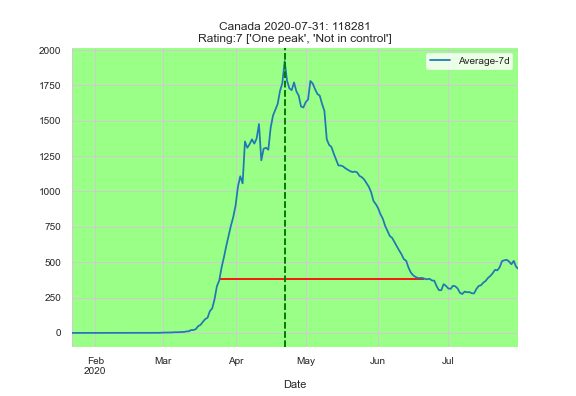 Canada 2020-07-31: 118281
Rating:7 ['One peak', 'Not in control']
Average-7d
2000
1750
1500
1250
1000
750
500
250
0
Feb
2020
Mar
Apr
May
Jun
Jul
Date